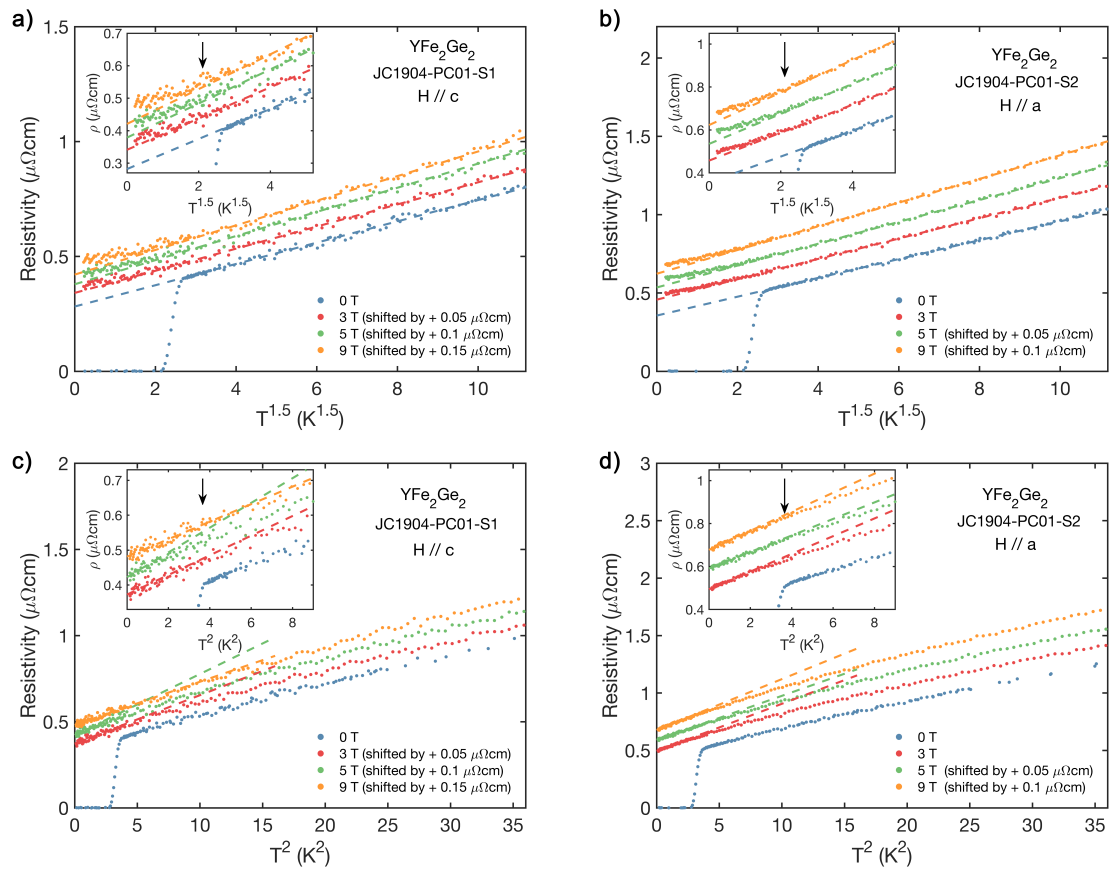 a)
1.5
1
0.5
0
Resistivity (μΩcm)
0 2 4 6 8 10
T^1.5 (K^1.5)
0.7
0.6
0.5
0.4
0.3
ρ (μΩcm)
0 2 4
T^1.5 (K^1.5)
YFe₂Ge₂
JC1904-PC01-S1
H // c
0 T
3 T (shifted by + 0.05 μΩcm)
5 T (shifted by + 0.1 μΩcm)
9 T (shifted by + 0.15 μΩcm)
b)
2
1.5
1
0.5
0
Resistivity (μΩcm)
0 2 4 6 8 10
T^1.5 (K^1.5)
1
0.8
0.6
0.4
ρ (μΩcm)
0 2 4
T^1.5 (K^1.5)
YFe₂Ge₂
JC1904-PC01-S2
H // a
0 T
3 T
5 T (shifted by + 0.05 μΩcm)
9 T (shifted by + 0.1 μΩcm)
c)
2
1.5
1
0.5
0
Resistivity (μΩcm)
0 5 10 15 20 25 30 35
T² (K²)
0.7
0.6
0.5
0.4
ρ (μΩcm)
0 2 4 6 8
T² (K²)
YFe₂Ge₂
JC1904-PC01-S1
H // c
0 T
3 T (shifted by + 0.05 μΩcm)
5 T (shifted by + 0.1 μΩcm)
9 T (shifted by + 0.15 μΩcm)
d)
3
2.5
2
1.5
1
0.5
0
Resistivity (μΩcm)
0 5 10 15 20 25 30 35
T² (K²)
1
0.8
0.6
0.4
ρ (μΩcm)
0 2 4 6 8
T² (K²)
YFe₂Ge₂
JC1904-PC01-S2
H // a
0 T
3 T
5 T (shifted by + 0.05 μΩcm)
9 T (shifted by + 0.1 μΩcm)